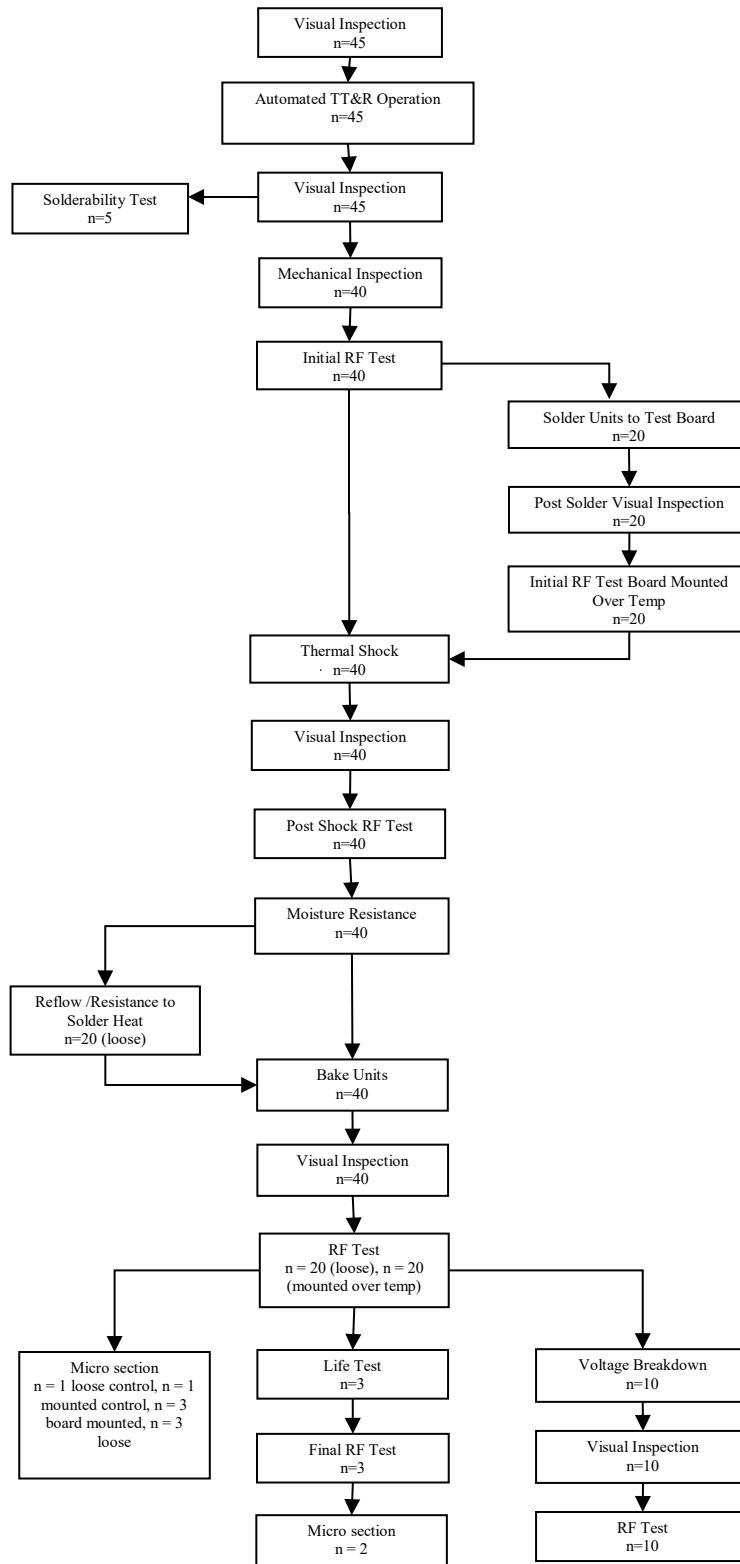 Visual Inspection
n=45
Automated TT&R Operation
n=45
Solderability Test
n=5
Visual Inspection
n=45
Mechanical Inspection
n=40
Initial RF Test
n=40
Solder Units to Test Board
n=20
Post Solder Visual Inspection
n=20
Initial RF Test Board Mounted
Over Temp
n=20
Thermal Shock
· n=40
Visual Inspection
n=40
Post Shock RF Test
n=40
Moisture Resistance
n=40
Reflow /Resistance to
Solder Heat
n=20 (loose)
Bake Units
n=40
Visual Inspection
n=40
RF Test
n = 20 (loose), n = 20
(mounted over temp)
Micro section
n = 1 loose control, n = 1
mounted control, n = 3
board mounted, n = 3
loose
Life Test
n=3
Final RF Test
n=3
Micro section
n = 2
Voltage Breakdown
n=10
Visual Inspection
n=10
RF Test
n=10